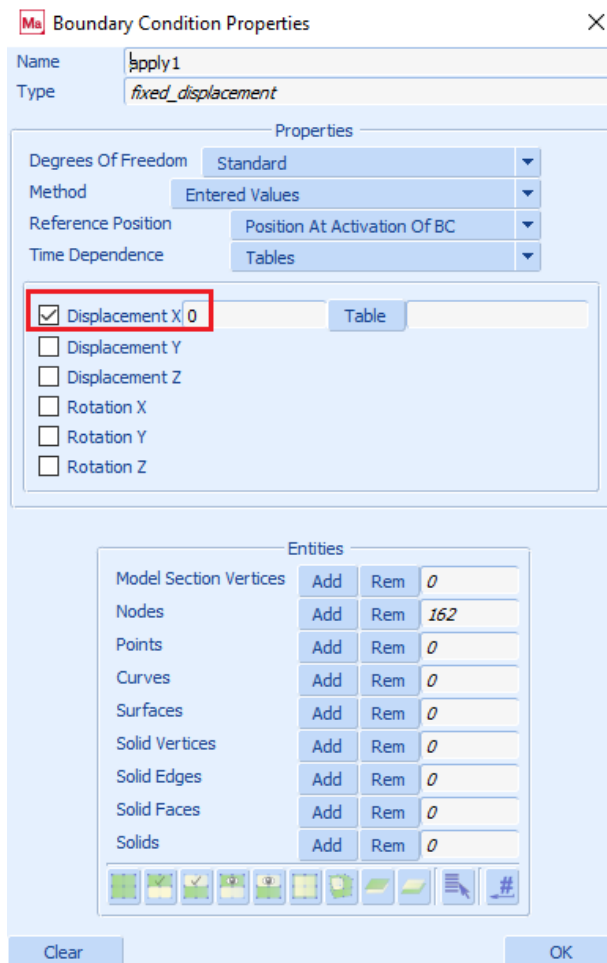 Ma Boundary Condition Properties
Name apply1
Type fixed_displacement
Properties
Degrees Of Freedom Standard
Method Entered Values
Reference Position Position At Activation Of BC
Time Dependence Tables
Displacement X 0 Table
Displacement Y
Displacement Z
Rotation X
Rotation Y
Rotation Z
Entities
Model Section Vertices Add Rem 0
Nodes Add Rem 162
Points Add Rem 0
Curves Add Rem 0
Surfaces Add Rem 0
Solid Vertices Add Rem 0
Solid Edges Add Rem 0
Solid Faces Add Rem 0
Solids Add Rem 0
#
Clear OK